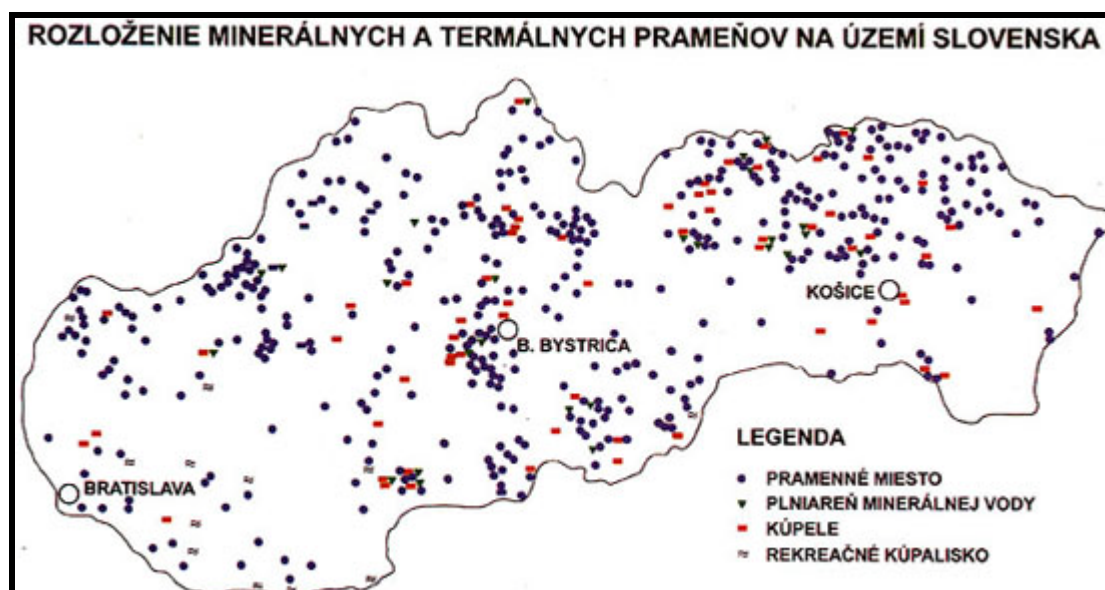 ROZLOŽENIE MINERÁLNYCH A TERMÁLNYCH PRAMEŇOV NA ÚZEMÍ SLOVENSKA
KOŠICE
B. BYSTRICA
BRATISLAVA
LEGENDA
PRAMENNÉ MIESTO
PLNIAREŇ MINERÁLNEJ VODY
KÚPELE
REKREAČNÉ KÚPALISKO